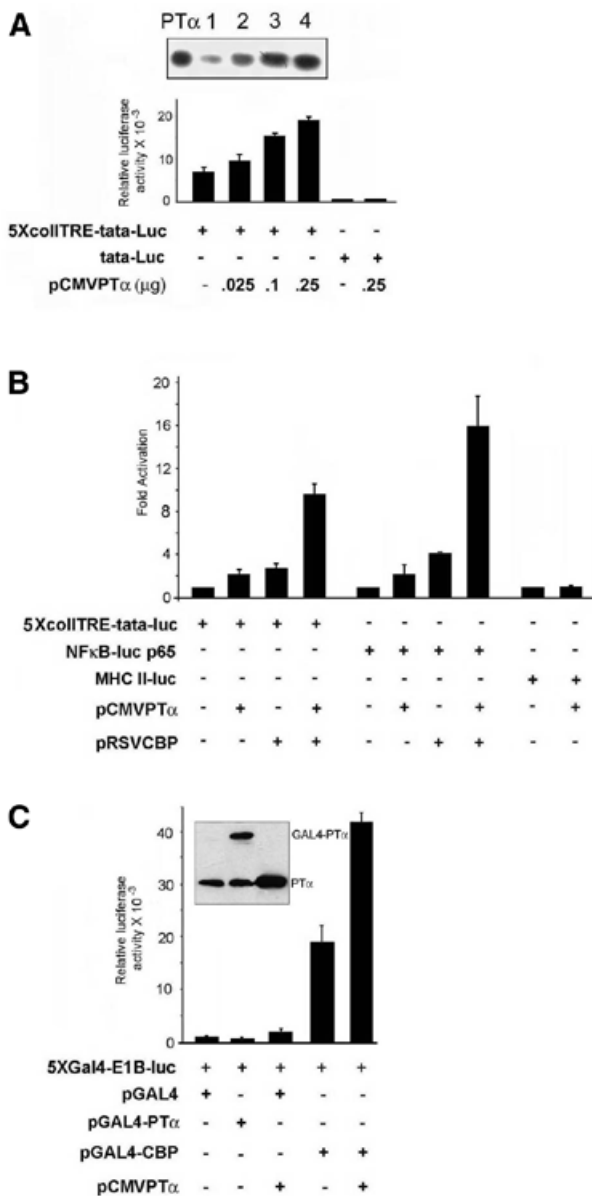 A
PTα 1 2 3 4
Relative luciferase
activity X 10 -3
20
10
0
5XcollTRE-tata-Luc + + + + - -
tata-Luc - - - - + +
pCMVPTα (µg) - .025 .1 .25 - .25
B
Fold Activation
20
16
12
8
4
0
5XcollTRE-tata-luc + + + + - - - - - -
NFκB-luc p65 - - - - + + + + - -
MHC II-luc - - - - - - - - + +
pCMVPTα - + - + - + - + - +
pRSVCBP - - + + - - + + - -
C
Relative luciferase
activity X 10 -3
40
30
20
10
0
GAL4-PTα
PTα
5XGal4-E1B-luc + + + + +
pGAL4 + - + - -
pGAL4-PTα - + - - -
pGAL4-CBP - - - + +
pCMVPTα - - + - +